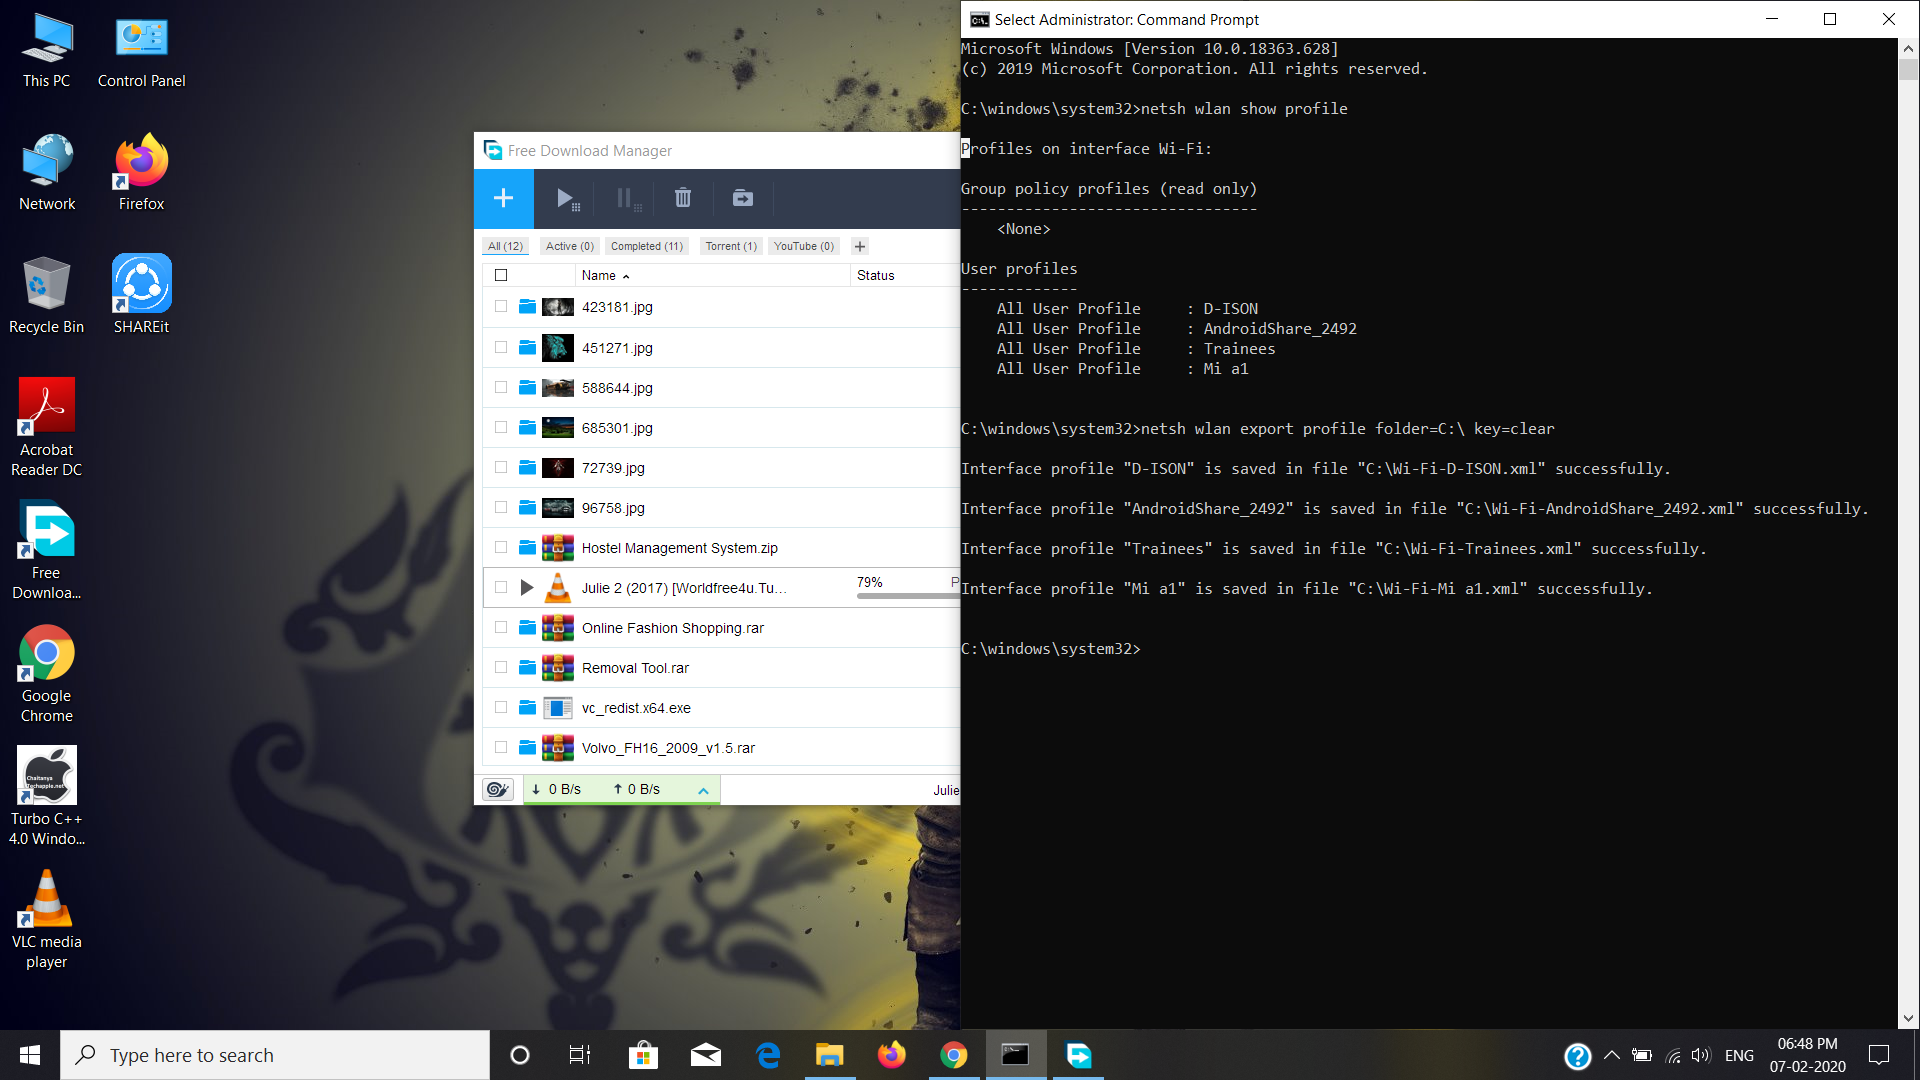 This PC
Control Panel
Network
Firefox
Recycle Bin
SHAREit
Acrobat
Reader DC
Free
Downloa...
Google
Chrome
Chaitanya
Techapple.net
Turbo C++
4.0 Windo...
VLC media
player
Free Download Manager
All (12)
Active (0)
Completed (11)
Torrent (1)
YouTube (0)
Name
Status
423181.jpg
451271.jpg
588644.jpg
685301.jpg
72739.jpg
96758.jpg
Hostel Management System.zip
Julie 2 (2017) [Worldfree4u.Tu...
79%
P
Online Fashion Shopping.rar
Removal Tool.rar
vc_redist.x64.exe
Volvo_FH16_2009_v1.5.rar
0 B/s
0 B/s
Julie
Select Administrator: Command Prompt
Microsoft Windows [Version 10.0.18363.628]
(c) 2019 Microsoft Corporation. All rights reserved.
C:\windows\system32>netsh wlan show profile
Profiles on interface Wi-Fi:
Group policy profiles (read only)
---------------------------------
<None>
User profiles
-------------
All User Profile     : D-ISON
All User Profile     : AndroidShare_2492
All User Profile     : Trainees
All User Profile     : Mi a1
C:\windows\system32>netsh wlan export profile folder=C:\ key=clear
Interface profile "D-ISON" is saved in file "C:\Wi-Fi-D-ISON.xml" successfully.
Interface profile "AndroidShare_2492" is saved in file "C:\Wi-Fi-AndroidShare_2492.xml" successfully.
Interface profile "Trainees" is saved in file "C:\Wi-Fi-Trainees.xml" successfully.
Interface profile "Mi a1" is saved in file "C:\Wi-Fi-Mi a1.xml" successfully.
C:\windows\system32>
Type here to search
ENG
06:48 PM
07-02-2020